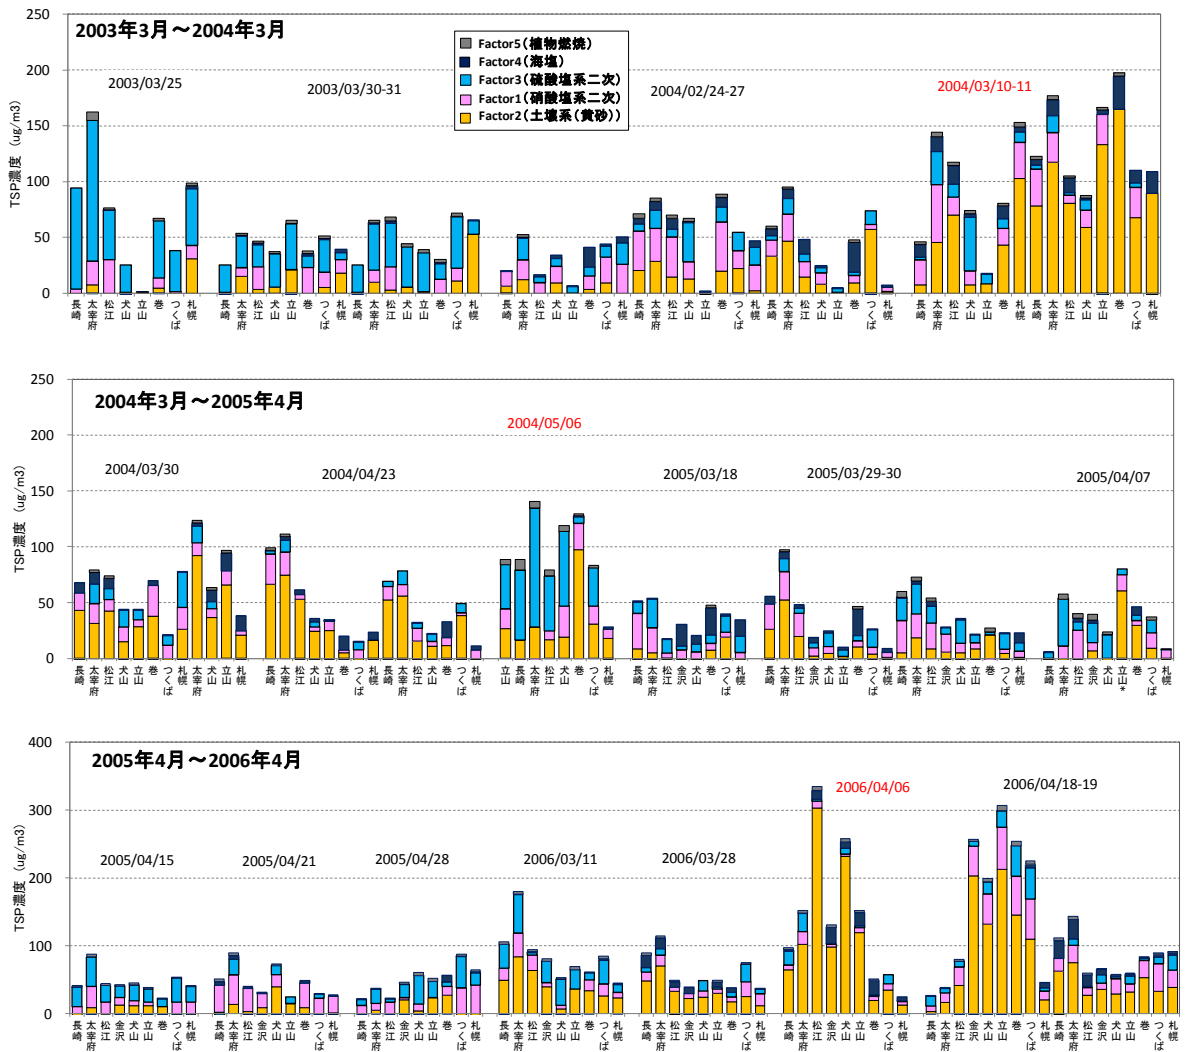 2003年3月～2004年3月
TSP濃度 (ug/m3)
250
200
150
100
50
0
Factor5(植物燃焼)
Factor4(海塩)
Factor3(硫酸塩系二次)
Factor1(硝酸塩系二次)
Factor2(土壌系(黄砂))
2003/03/25
2003/03/30-31
2004/02/24-27
2004/03/10-11
長崎 太宰府 松江 犬山 立山 巻 つくば 札幌
長崎 太宰府 松江 犬山 立山 巻 つくば 札幌 長崎 太宰府 松江 犬山 立山 巻 つくば 札幌
長崎 太宰府 松江 犬山 立山 巻 つくば 札幌 長崎 太宰府 松江 犬山 立山 巻 つくば 札幌 長崎 太宰府 松江 犬山 立山 巻 つくば 札幌
長崎 太宰府 松江 犬山 立山 巻 札幌 長崎 太宰府 松江 犬山 立山 巻 つくば 札幌
2004年3月～2005年4月
TSP濃度 (ug/m3)
250
200
150
100
50
0
2004/03/30
2004/04/23
2004/05/06
2005/03/18
2005/03/29-30
2005/04/07
長崎 太宰府 松江 犬山 立山 巻 つくば 札幌 太宰府 犬山 立山 札幌
長崎 太宰府 松江 犬山 立山 巻 つくば 札幌 長崎 太宰府 松江 犬山 巻 つくば 札幌
立山 長崎 太宰府 松江 犬山 巻 つくば 札幌
長崎 太宰府 松江 金沢 犬山 巻 つくば 札幌
長崎 太宰府 松江 金沢 犬山 立山 巻 つくば 札幌 長崎 太宰府 松江 金沢 犬山 立山 巻 つくば 札幌
長崎 太宰府 松江 金沢 犬山 立山* 巻 つくば 札幌
2005年4月～2006年4月
TSP濃度 (ug/m3)
400
300
200
100
0
2005/04/15
2005/04/21
2005/04/28
2006/03/11
2006/03/28
2006/04/06
2006/04/18-19
長崎 太宰府 松江 金沢 犬山 立山 巻 つくば 札幌
長崎 太宰府 松江 金沢 犬山 立山 巻 つくば 札幌
長崎 太宰府 松江 金沢 犬山 立山 巻 つくば 札幌
長崎 太宰府 松江 金沢 犬山 立山 巻 つくば 札幌
長崎 太宰府 松江 金沢 犬山 立山 巻 つくば 札幌
長崎 太宰府 松江 金沢 犬山 立山 巻 つくば 札幌
長崎 太宰府 松江 金沢 犬山 立山 巻 つくば 札幌 長崎 太宰府 松江 金沢 犬山 立山 巻 つくば 札幌